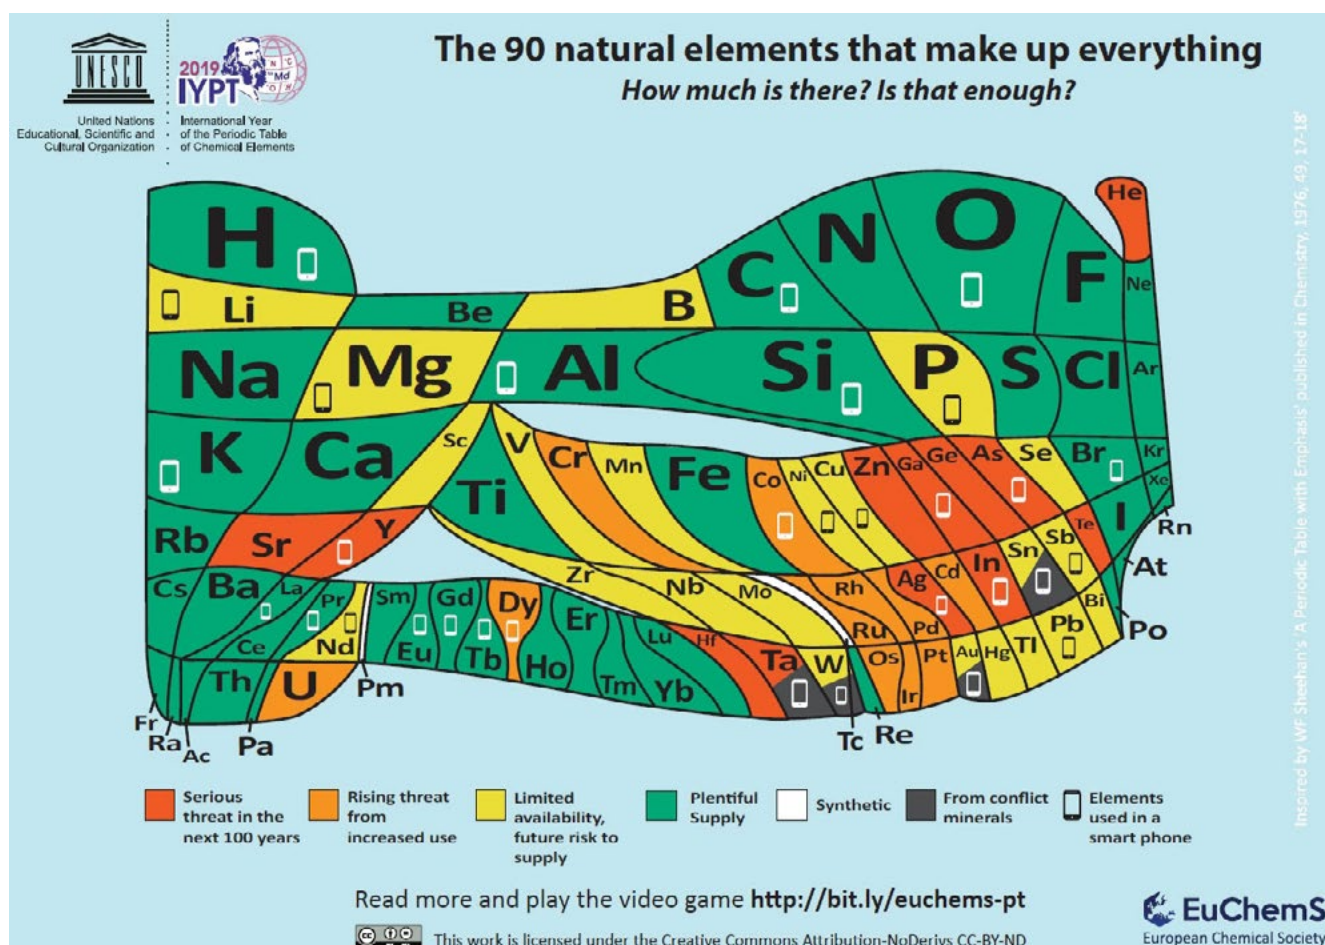 The 90 natural elements that make up everything
How much is there? Is that enough?
UNESCO
United Nations
Educational, Scientific and
Cultural Organization
2019
IYPT
International Year
of the Periodic Table
of Chemical Elements
H
He
Li
Be
B
C
N
O
F
Ne
Na
Mg
Al
Si
P
S
Cl
Ar
K
Ca
Sc
Ti
V
Cr
Mn
Fe
Co
Ni
Cu
Zn
Ga
Ge
As
Se
Br
Kr
Rb
Sr
Y
Zr
Nb
Mo
Tc
Ru
Rh
Pd
Ag
Cd
In
Sn
Sb
Te
I
Xe
Cs
Ba
La
Ce
Pr
Nd
Pm
Sm
Eu
Gd
Tb
Dy
Ho
Er
Tm
Yb
Lu
Hf
Ta
W
Re
Os
Ir
Pt
Au
Hg
Tl
Pb
Bi
Po
At
Rn
Fr
Ra
Ac
Th
Pa
U
Serious
threat in the
next 100 years
Rising threat
from
increased use
Limited
availability,
future risk to
supply
Plentiful
Supply
Synthetic
From conflict
minerals
Elements
used in a
smart phone
Read more and play the video game http://bit.ly/euchems-pt
This work is licensed under the Creative Commons Attribution-NoDerivs CC-BY-ND
EuChemS
European Chemical Society
Inspired by WF Sheehan's 'A Periodic Table with Emphasis' published in Chemistry, 1976, 49, 17-18'